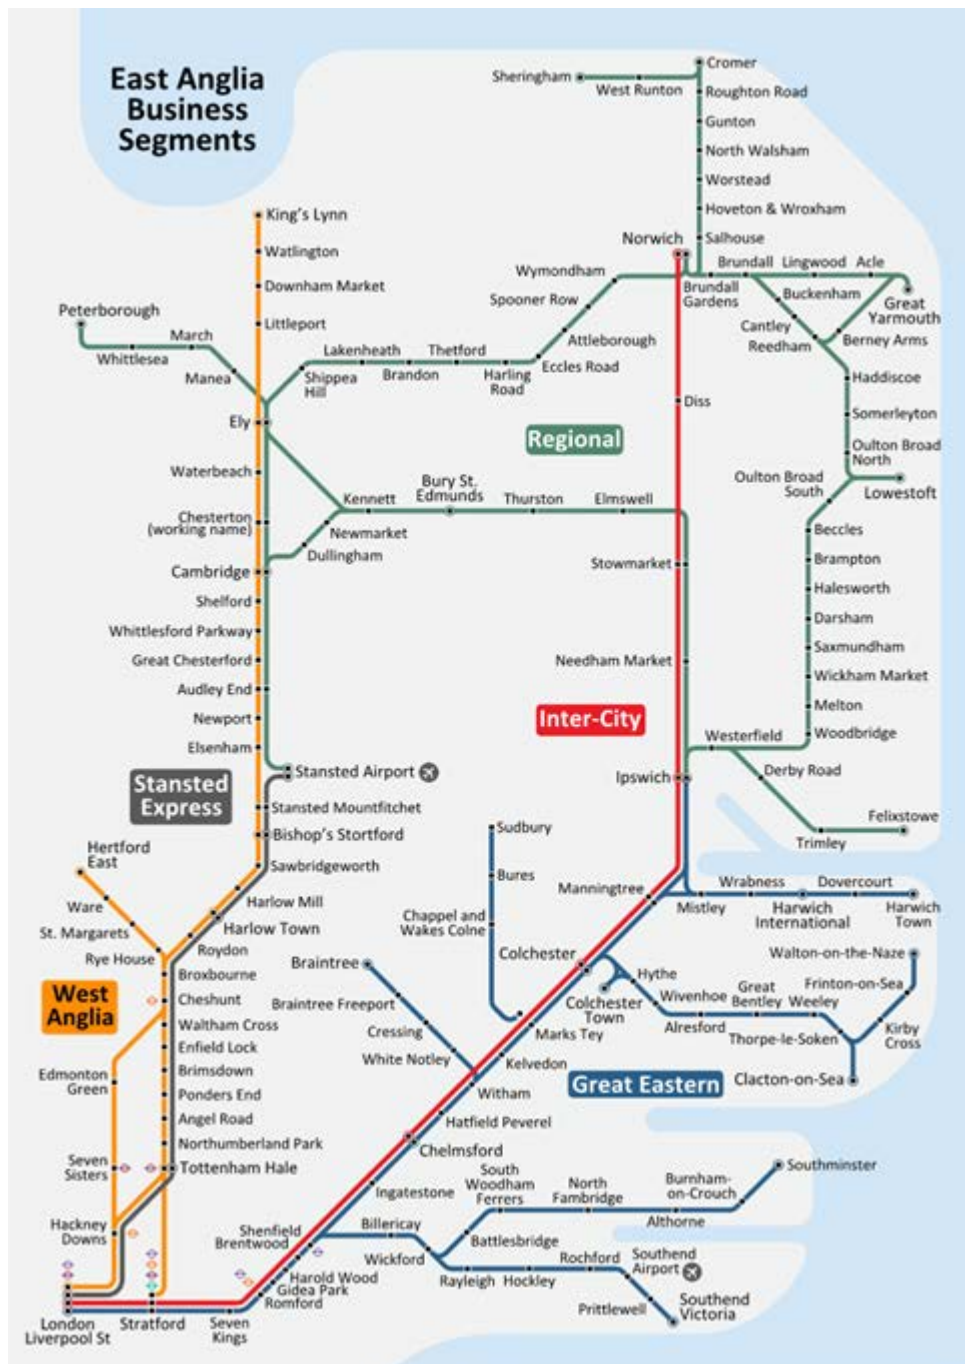 East Anglia
Business
Segments
Sheringham
West Runton
Cromer
Roughton Road
Gunton
North Walsham
Worstead
Hoveton & Wroxham
Salhouse
Norwich
Brundall
Lingwood
Acle
Brundall
Gardens
Buckenham
Great
Yarmouth
Cantley
Reedham
Berney Arms
Haddiscoe
Somerleyton
Oulton Broad
North
Oulton Broad
South
Lowestoft
Beccles
Brampton
Halesworth
Darsham
Saxmundham
Wickham Market
Melton
Woodbridge
Westerfield
Derby Road
Felixstowe
Trimley
King's Lynn
Watlington
Downham Market
Littleport
Peterborough
Whittlesea
March
Manea
Ely
Wymondham
Spooner Row
Attleborough
Eccles Road
Harling
Road
Thetford
Brandon
Lakenheath
Shippea
Hill
Regional
Diss
Waterbeach
Chesterton
(working name)
Cambridge
Kennett
Newmarket
Dullingham
Bury St.
Edmunds
Thurston
Elmswell
Stowmarket
Needham Market
Inter-City
Ipswich
Shelford
Whittlesford Parkway
Great Chesterford
Audley End
Newport
Elsenham
Stansted Airport
Stansted
Express
Stansted Mountfitchet
Bishop's Stortford
Sawbridgeworth
Harlow Mill
Harlow Town
Roydon
Hertford
East
Ware
St. Margarets
Rye House
Broxbourne
West
Anglia
Cheshunt
Waltham Cross
Enfield Lock
Brimsdown
Ponders End
Angel Road
Northumberland Park
Tottenham Hale
Edmonton
Green
Seven
Sisters
Hackney
Downs
London
Liverpool St
Stratford
Seven
Kings
Romford
Gidea Park
Harold Wood
Brentwood
Shenfield
Ingatestone
Chelmsford
Hatfield Peverel
Witham
Kelvedon
Marks Tey
Sudbury
Bures
Chappel and
Wakes Colne
Braintree
Braintree Freeport
Cressing
White Notley
Colchester
Colchester
Town
Manningtree
Mistley
Wrabness
Harwich
International
Dovercourt
Harwich
Town
Hythe
Wivenhoe
Alresford
Great
Bentley
Weeley
Thorpe-le-Soken
Walton-on-the-Naze
Frinton-on-Sea
Kirby
Cross
Clacton-on-Sea
Great Eastern
Billericay
Wickford
Battlesbridge
South
Woodham
Ferrers
North
Fambridge
Althorne
Burnham-
on-Crouch
Southminster
Rayleigh
Hockley
Rochford
Southend
Airport
Prittlewell
Southend
Victoria